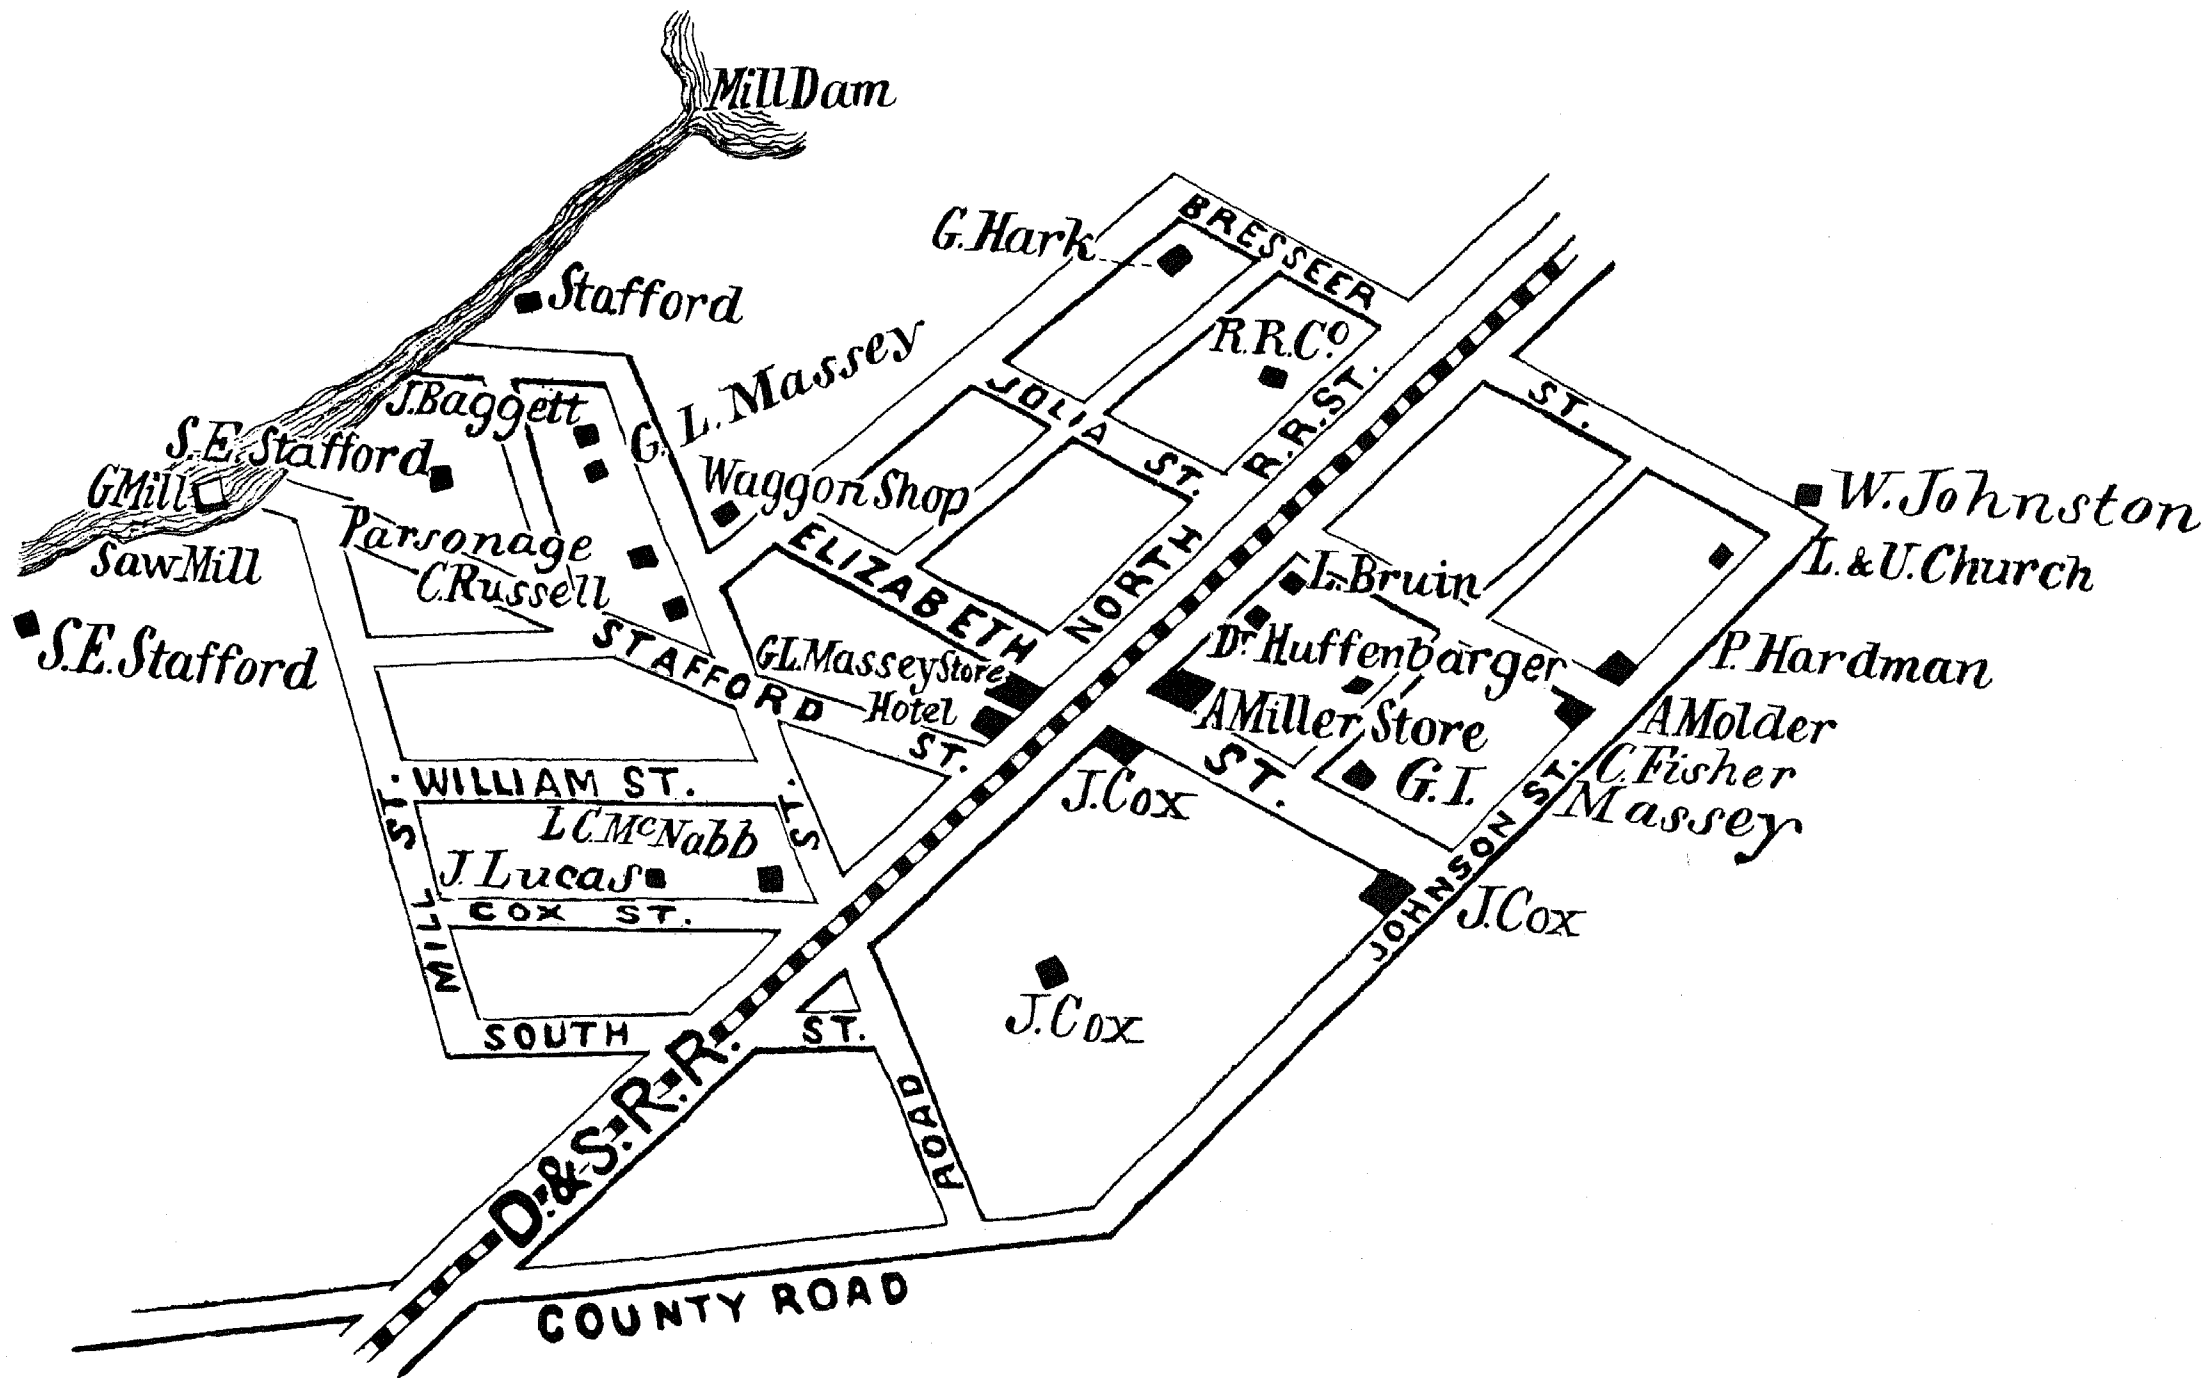 Mill Dam
BRESSEER
ST.
G. Hark
Stafford
R.R.Co.
G. L. Massey
JULIA ST.
NORTH R.R. ST.
J. Baggett
S.E. Stafford
G Mill
Waggon Shop
W. Johnston
Parsonage
ELIZABETH
ST.
Saw Mill
C. Russell
L. Bruin
L. & U. Church
S.E. Stafford
STAFFORD ST.
G L. Massey Store
Dr. Huffenbarger
P. Hardman
Hotel
A Miller Store
A Molder
C. Fisher
Massey
J. Cox
G. I.
WILLIAM ST.
L C. McNabb
J. Lucas
ST.
MILL ST.
COX ST.
JOHNSON ST.
J. Cox
J. Cox
SOUTH ST.
D. & S. R. R.
ROAD
COUNTY ROAD